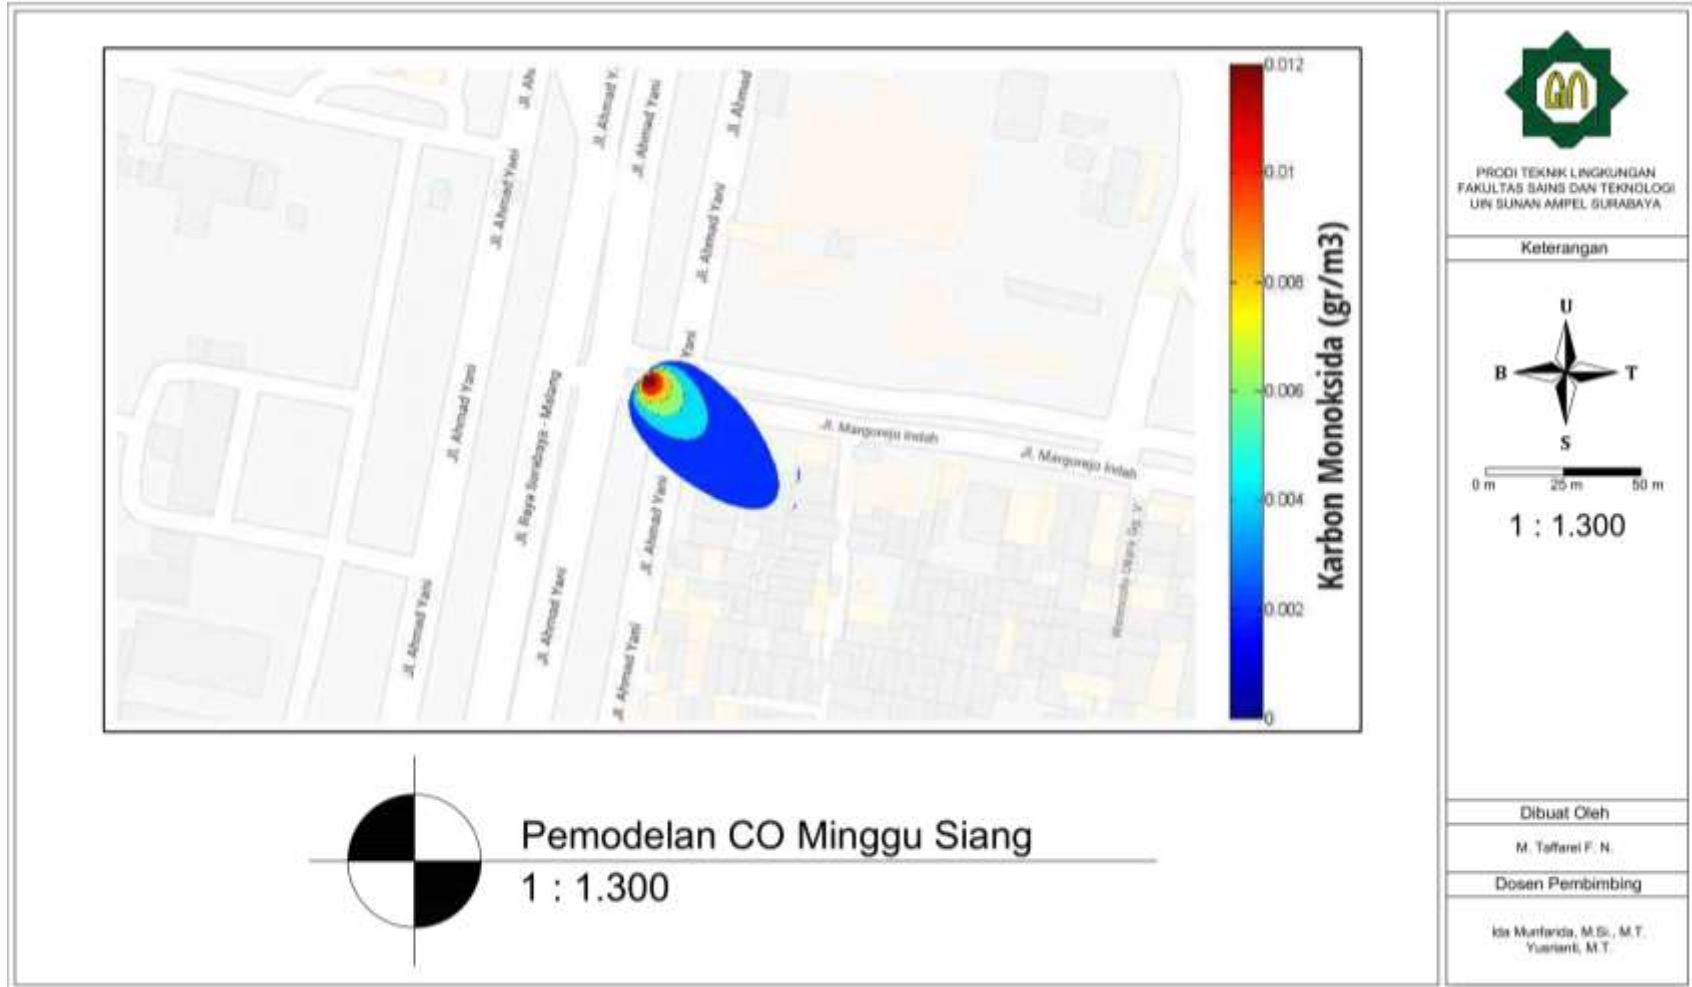 Jl. Ahmad Y..
Jl. Ahmad Yani
Jl. Ahmad
Jl. Ahmad Yani
Jl. Ahmad Yani
Yani
Jl. Ahmad Yani
Jl. Raya Surabaya - Malang
Jl. Margorejo Indah
Jl. Margorejo Indah
Jl. Ahmad Yani
Jl. Ahmad Yani
Jl. Ahmad Yani
Jl. Ahmad Yani
0.012
0.01
0.008
0.006
0.004
0.002
0
Karbon Monoksida (gr/m3)
Pemodelan CO Minggu Siang
1 : 1.300
PRODI TEKNIK LINGKUNGAN
FAKULTAS SAINS DAN TEKNOLOGI
UIN SUNAN AMPEL SURABAYA
Keterangan
U
B
T
S
0 m
25 m
50 m
1 : 1.300
Dibuat Oleh
M. Taffarel F. N.
Dosen Pembimbing
Ida Munfarida, M.Si., M.T.
Yusrianti, M.T.